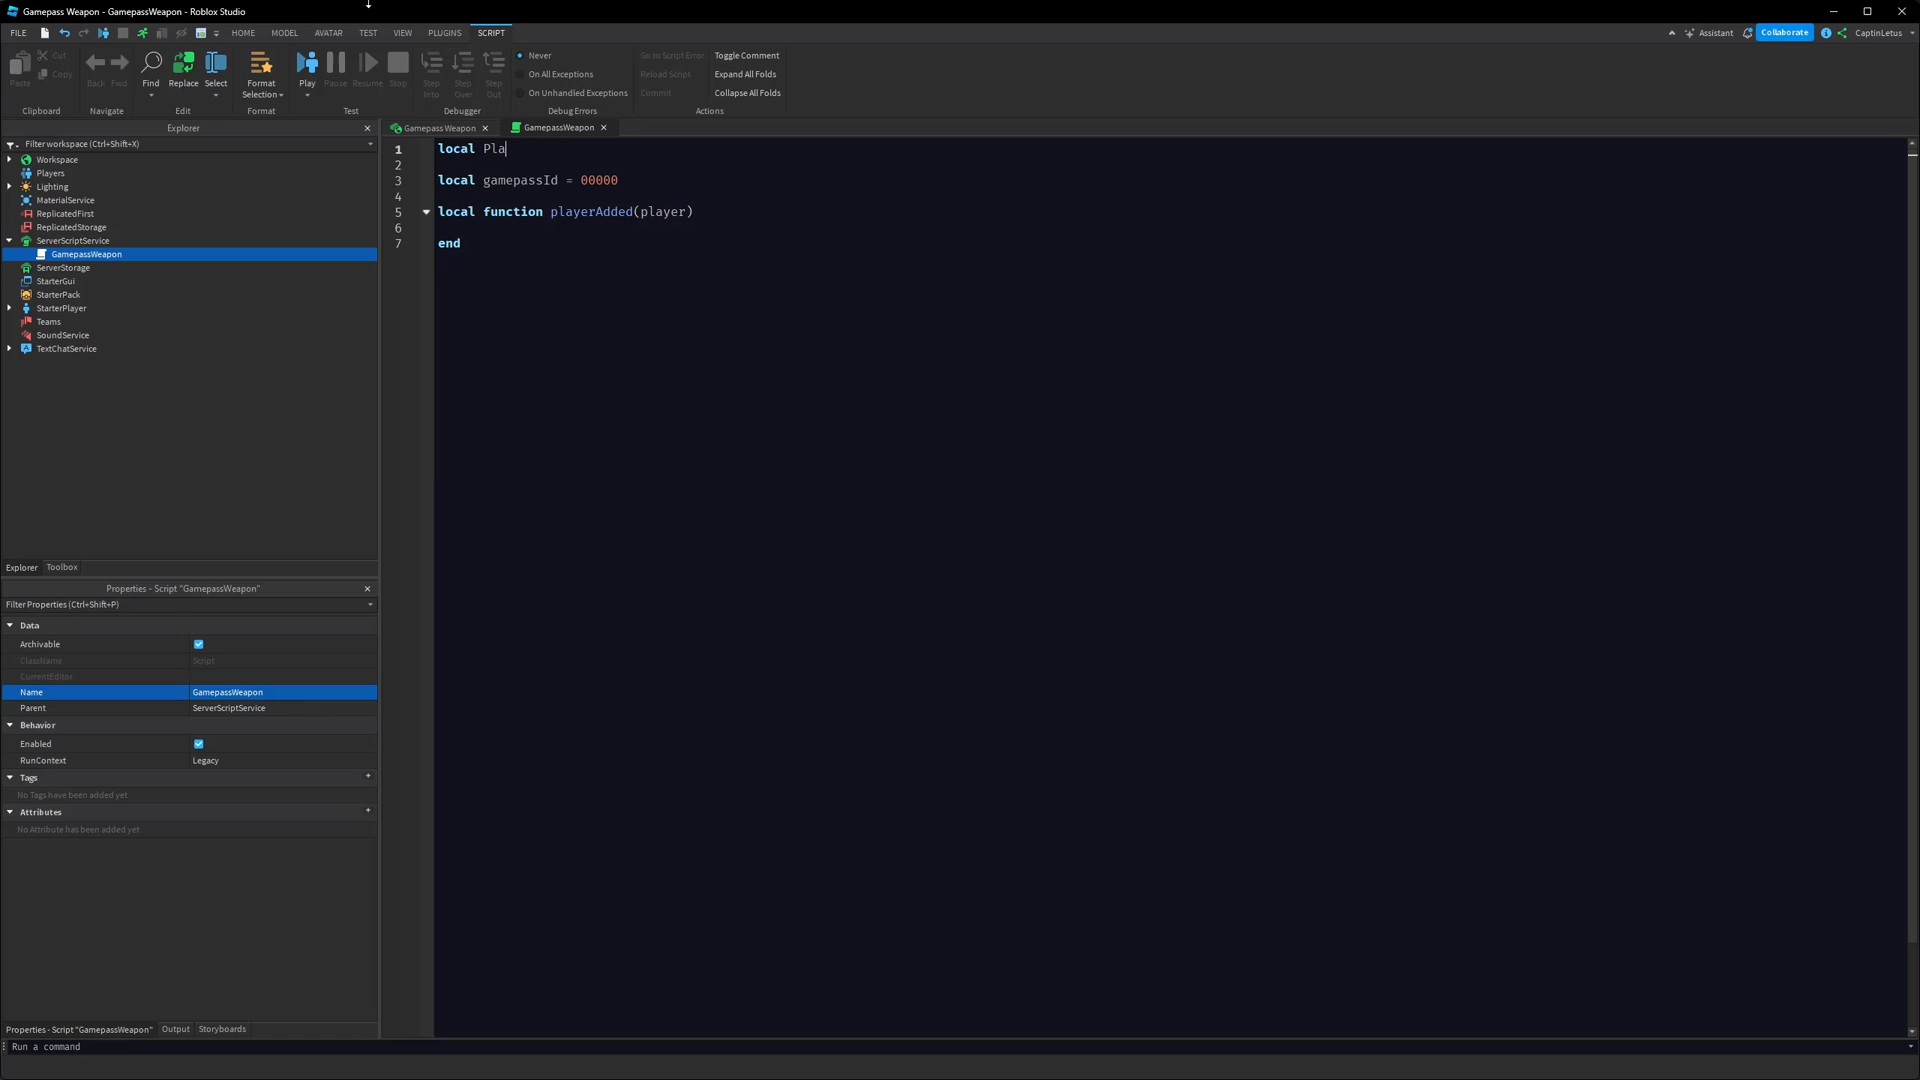 Gamepass Weapon - GamepassWeapon - Roblox Studio
FILE HOME MODEL AVATAR TEST VIEW PLUGINS SCRIPT Assistant Collaborate CaptinLetus
Paste Cut Copy
Clipboard
Back Fwd
Navigate
Find Replace Select
Edit
Format Selection
Format
Play Pause Resume Stop
Test
Step Into Step Over Step Out
Debugger
Never
On All Exceptions
On Unhandled Exceptions
Debug Errors
Go to Script Error Toggle Comment
Reload Script Expand All Folds
Commit Collapse All Folds
Actions
Explorer
Filter workspace (Ctrl+Shift+X)
Workspace
Players
Lighting
MaterialService
ReplicatedFirst
ReplicatedStorage
ServerScriptService
GamepassWeapon
ServerStorage
StarterGui
StarterPack
StarterPlayer
Teams
SoundService
TextChatService
Explorer Toolbox
Properties - Script "GamepassWeapon"
Filter Properties (Ctrl+Shift+P)
Data
Archivable
ClassName Script
CurrentEditor
Name GamepassWeapon
Parent ServerScriptService
Behavior
Enabled
RunContext Legacy
Tags
No Tags have been added yet
Attributes
No Attribute has been added yet
Properties - Script "GamepassWeapon" Output Storyboards
Run a command
Gamepass Weapon GamepassWeapon
1 local Pla
2
3 local gamepassId = 00000
4
5 local function playerAdded(player)
6
7 end